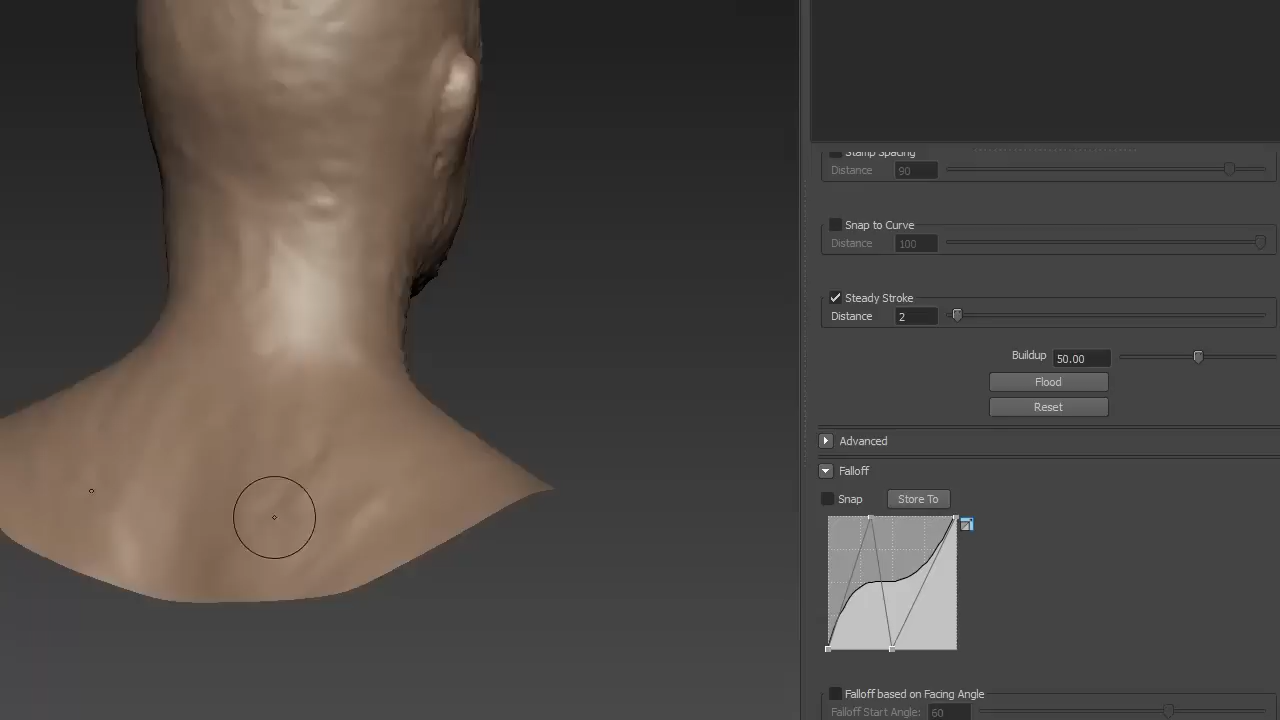 Stamp Spacing
Distance 90
Snap to Curve
Distance 100
Steady Stroke
Distance 2
Buildup 50.00
Flood
Reset
Advanced
Falloff
Snap Store To
Falloff based on Facing Angle
Falloff Start Angle: 60